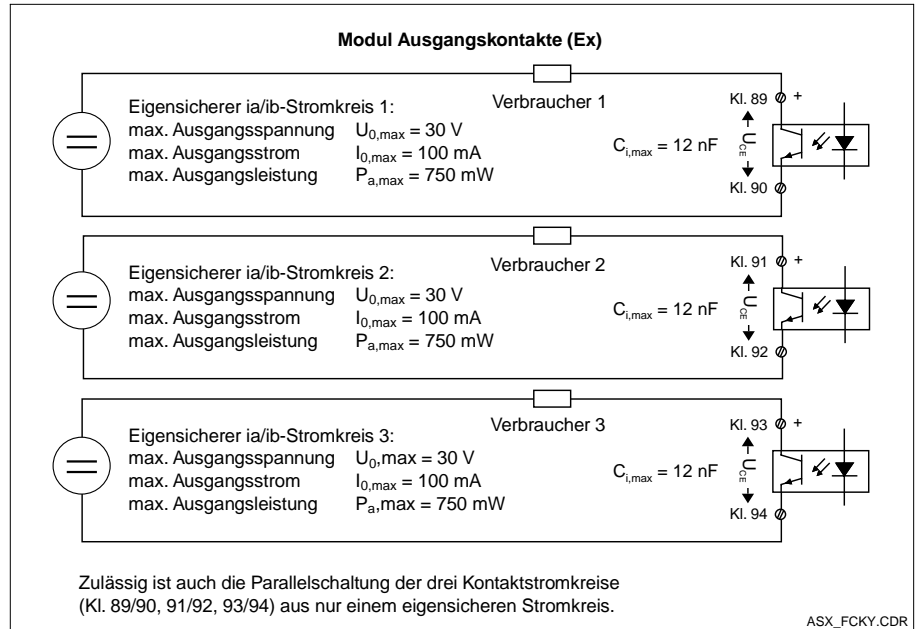 Modul Ausgangskontakte (Ex)
Verbraucher 1
Eigensicherer ia/ib-Stromkreis 1:
max. Ausgangsspannung U0,max = 30 V
max. Ausgangsstrom I0,max = 100 mA
max. Ausgangsleistung Pa,max = 750 mW
Ci,max = 12 nF
Kl. 89 +
UCE
Kl. 90
Verbraucher 2
Eigensicherer ia/ib-Stromkreis 2:
max. Ausgangsspannung U0,max = 30 V
max. Ausgangsstrom I0,max = 100 mA
max. Ausgangsleistung Pa,max = 750 mW
Ci,max = 12 nF
Kl. 91 +
UCE
Kl. 92
Verbraucher 3
Eigensicherer ia/ib-Stromkreis 3:
max. Ausgangsspannung U0,max = 30 V
max. Ausgangsstrom I0,max = 100 mA
max. Ausgangsleistung Pa,max = 750 mW
Ci,max = 12 nF
Kl. 93 +
UCE
Kl. 94
Zulässig ist auch die Parallelschaltung der drei Kontaktstromkreise
(Kl. 89/90, 91/92, 93/94) aus nur einem eigensicheren Stromkreis.
ASX_FCKY.CDR